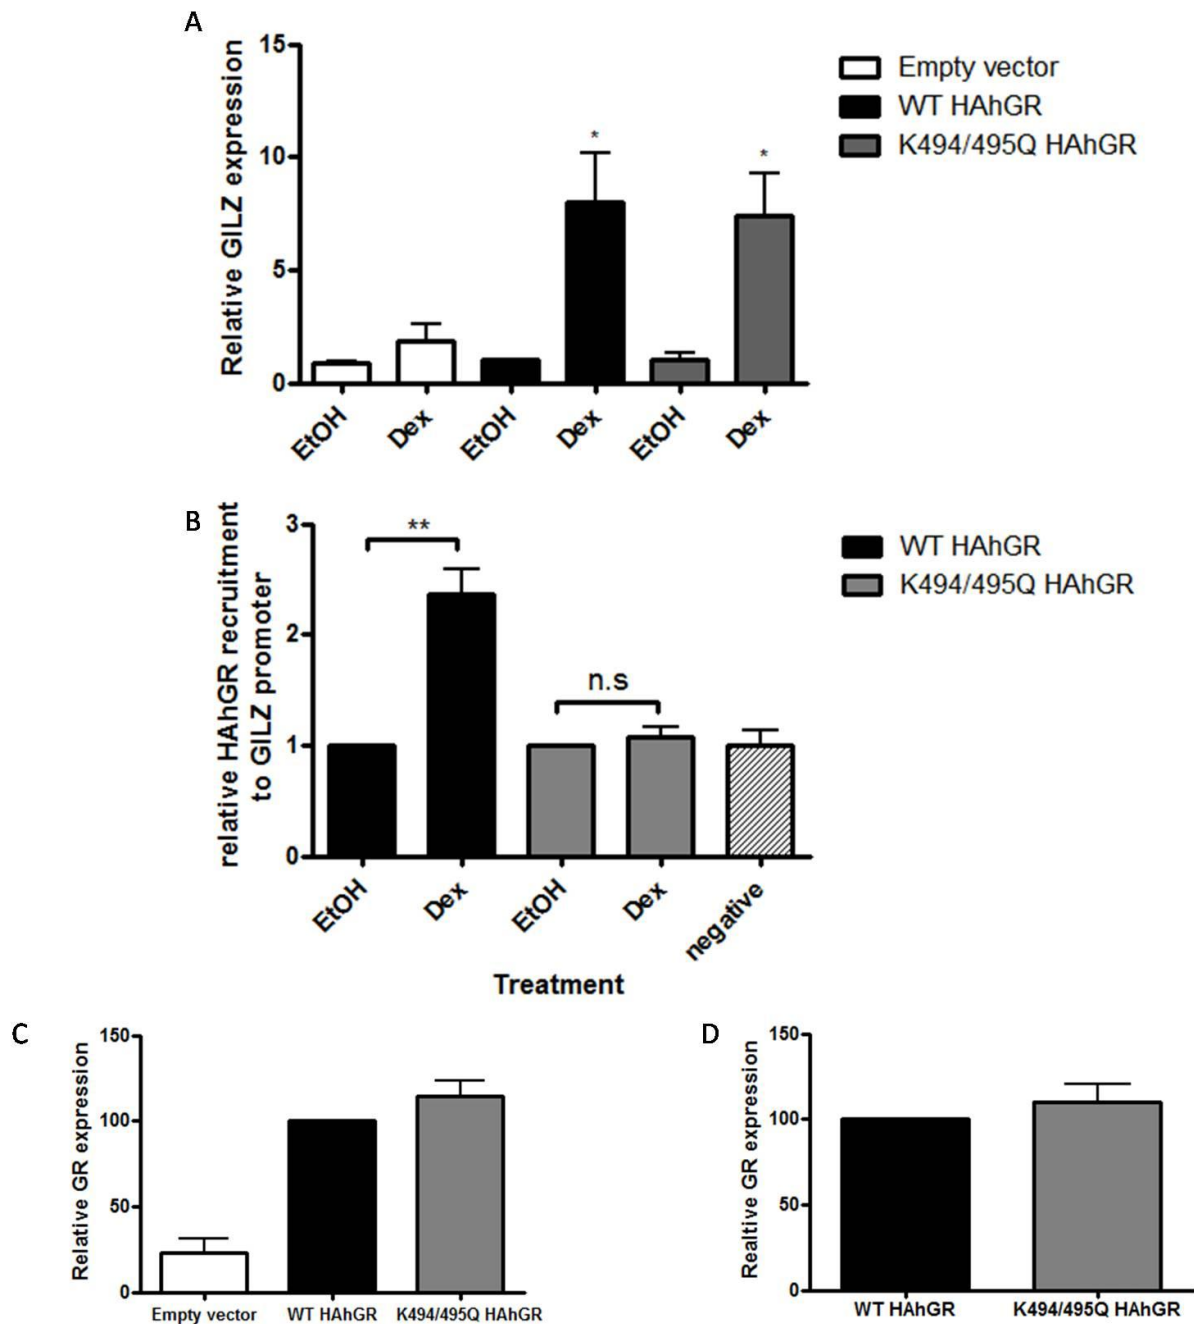 A
Relative GILZ expression
15
10
5
0
*
*
EtOH
Dex
EtOH
Dex
EtOH
Dex
Empty vector
WT HAhGR
K494/495Q HAhGR
B
relative HAhGR recruitment
to GILZ promoter
3
2
1
0
**
n.s
EtOH
Dex
EtOH
Dex
negative
Treatment
WT HAhGR
K494/495Q HAhGR
C
Relative GR expression
150
100
50
0
Empty vector
WT HAhGR
K494/495Q HAhGR
D
Realtive GR expression
150
100
50
0
WT HAhGR
K494/495Q HAhGR